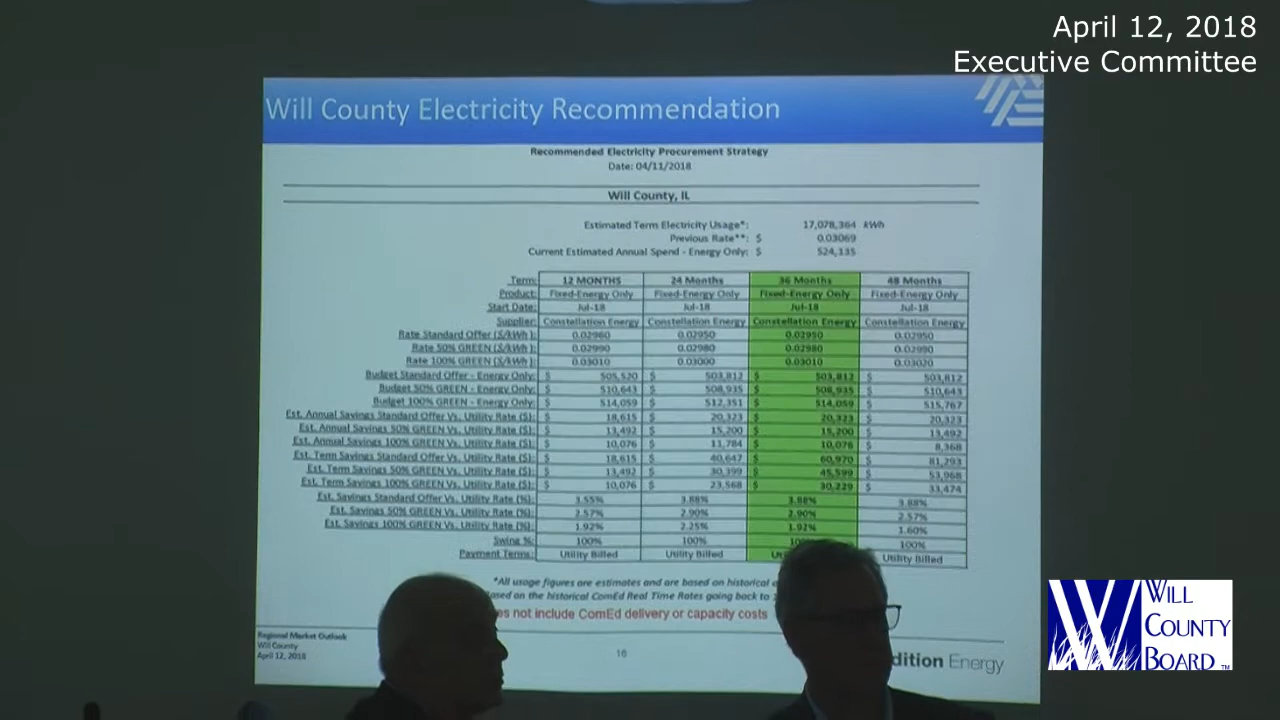 April 12, 2018
Executive Committee
Will County Electricity Recommendation
Recommended Electricity Procurement Strategy
Date: 04/11/2018
Will County, IL
Estimated Term Electricity Usage*: 17,078,364 kWh
Previous Rate**: $ 0.03069
Current Estimated Annual Spend - Energy Only: $ 524,135
Term: 12 MONTHS 24 Months 36 Months 48 Months
Product: Fixed-Energy Only Fixed-Energy Only Fixed-Energy Only Fixed-Energy Only
Start Date: Jul-18 Jul-18 Jul-18 Jul-18
Supplier: Constellation Energy Constellation Energy Constellation Energy Constellation Energy
Rate Standard Offer ($/kWh): 0.02960 0.02950 0.02950 0.02950
Rate 50% GREEN ($/kWh): 0.02990 0.02980 0.02980 0.02990
Rate 100% GREEN ($/kWh): 0.03010 0.03000 0.03010 0.03020
Budget Standard Offer - Energy Only: $ 505,520 $ 503,812 $ 503,812 $ 503,812
Budget 50% GREEN - Energy Only: $ 510,643 $ 508,935 $ 508,935 $ 510,643
Budget 100% GREEN - Energy Only: $ 514,059 $ 512,351 $ 514,059 $ 515,767
Est. Annual Savings Standard Offer Vs. Utility Rate ($): $ 18,615 $ 20,323 $ 20,323 $ 20,323
Est. Annual Savings 50% GREEN Vs. Utility Rate ($): $ 13,492 $ 15,200 $ 15,200 $ 13,492
Est. Annual Savings 100% GREEN Vs. Utility Rate ($): $ 10,076 $ 11,784 $ 10,076 $ 8,368
Est. Term Savings Standard Offer Vs. Utility Rate ($): $ 18,615 $ 40,647 $ 60,970 $ 81,293
Est. Term Savings 50% GREEN Vs. Utility Rate ($): $ 13,492 $ 30,399 $ 45,599 $ 53,968
Est. Term Savings 100% GREEN Vs. Utility Rate ($): $ 10,076 $ 23,568 $ 30,229 $ 33,474
Est. Savings Standard Offer Vs. Utility Rate (%): 3.55% 3.88% 3.88% 3.88%
Est. Savings 50% GREEN Vs. Utility Rate (%): 2.57% 2.90% 2.90% 2.57%
Est. Savings 100% GREEN Vs. Utility Rate (%): 1.92% 2.25% 1.92% 1.60%
Swing %: 100% 100% 100%
Payment Terms: Utility Billed Utility Billed Utility Billed
*All usage figures are estimates and are based on historical
based on the historical ComEd Real Time Rates going back to
not include ComEd delivery or capacity costs
Regional Market Outlook
Will County
April 12, 2018
16
dition Energy
WILL
COUNTY
BOARD TM